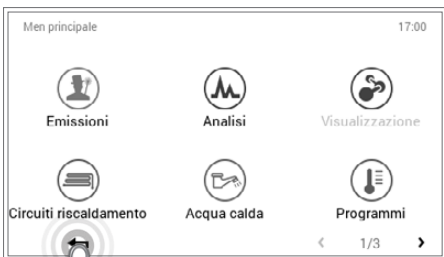 Men principale 17:00
Emissioni Analisi Visualizzazione
Circuiti riscaldamento Acqua calda Programmi
1/3